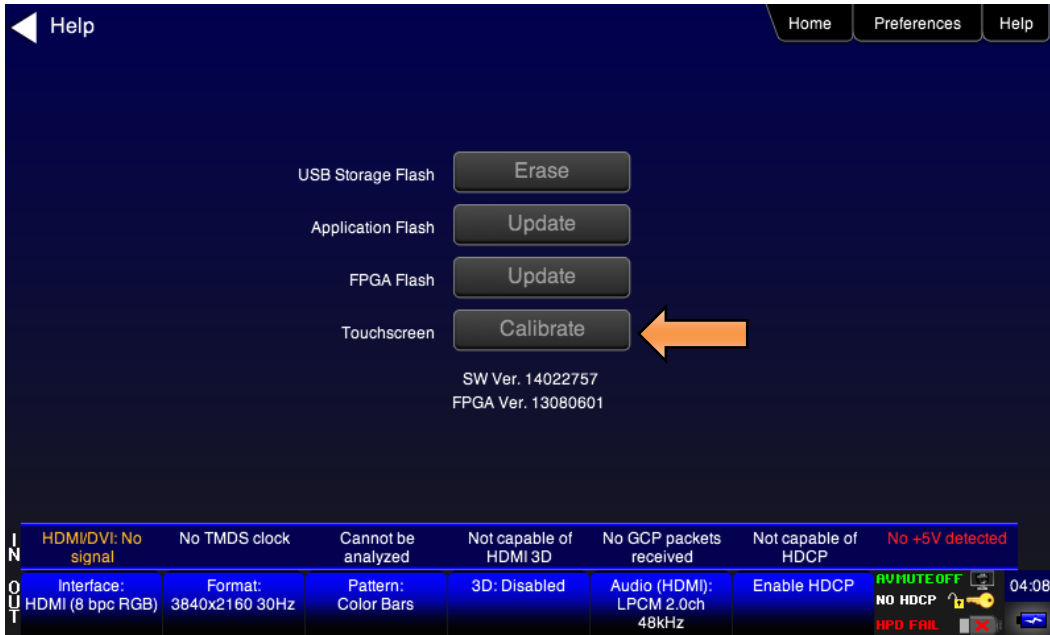 Help
Home
Preferences
Help
USB Storage Flash
Erase
Application Flash
Update
FPGA Flash
Update
Touchscreen
Calibrate
SW Ver. 14022757
FPGA Ver. 13080601
IN
HDMI/DVI: No
signal
No TMDS clock
Cannot be
analyzed
Not capable of
HDMI 3D
No GCP packets
received
Not capable of
HDCP
No +5V detected
OUT
Interface:
HDMI (8 bpc RGB)
Format:
3840x2160 30Hz
Pattern:
Color Bars
3D: Disabled
Audio (HDMI):
LPCM 2.0ch
48kHz
Enable HDCP
AVMUTEOFF
NO HDCP
HPD FAIL
04:08